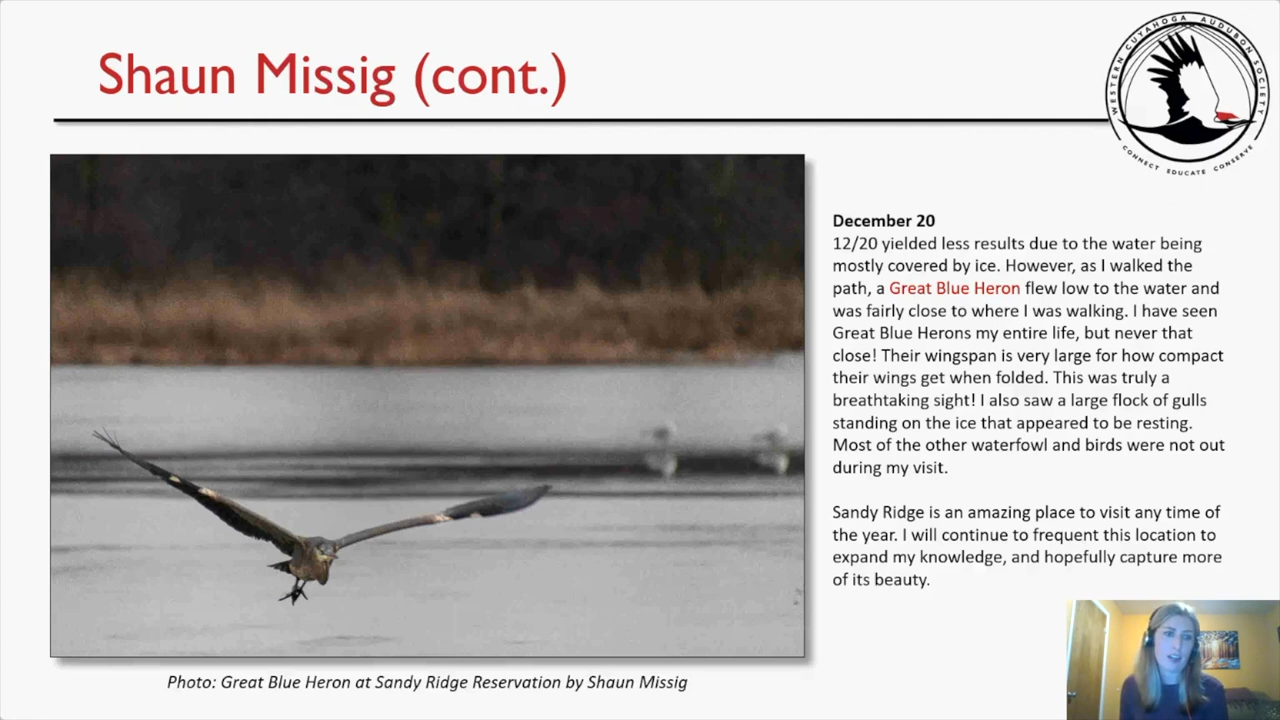 Shaun Missig (cont.)
WESTERN CUYAHOGA AUDUBON SOCIETY
CONNECT EDUCATE CONSERVE
December 20
12/20 yielded less results due to the water being
mostly covered by ice. However, as I walked the
path, a Great Blue Heron flew low to the water and
was fairly close to where I was walking. I have seen
Great Blue Herons my entire life, but never that
close! Their wingspan is very large for how compact
their wings get when folded. This was truly a
breathtaking sight! I also saw a large flock of gulls
standing on the ice that appeared to be resting.
Most of the other waterfowl and birds were not out
during my visit.
Sandy Ridge is an amazing place to visit any time of
the year. I will continue to frequent this location to
expand my knowledge, and hopefully capture more
of its beauty.
Photo: Great Blue Heron at Sandy Ridge Reservation by Shaun Missig